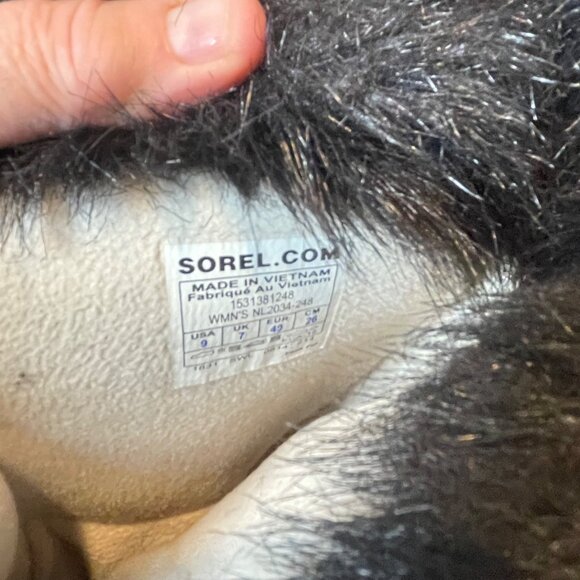 SOREL.COM
MADE IN VIETNAM
Fabriqué Au Vietnam
1531381248
WMN'S NL2034-248
USA UK EUR CM
9 7 40 26